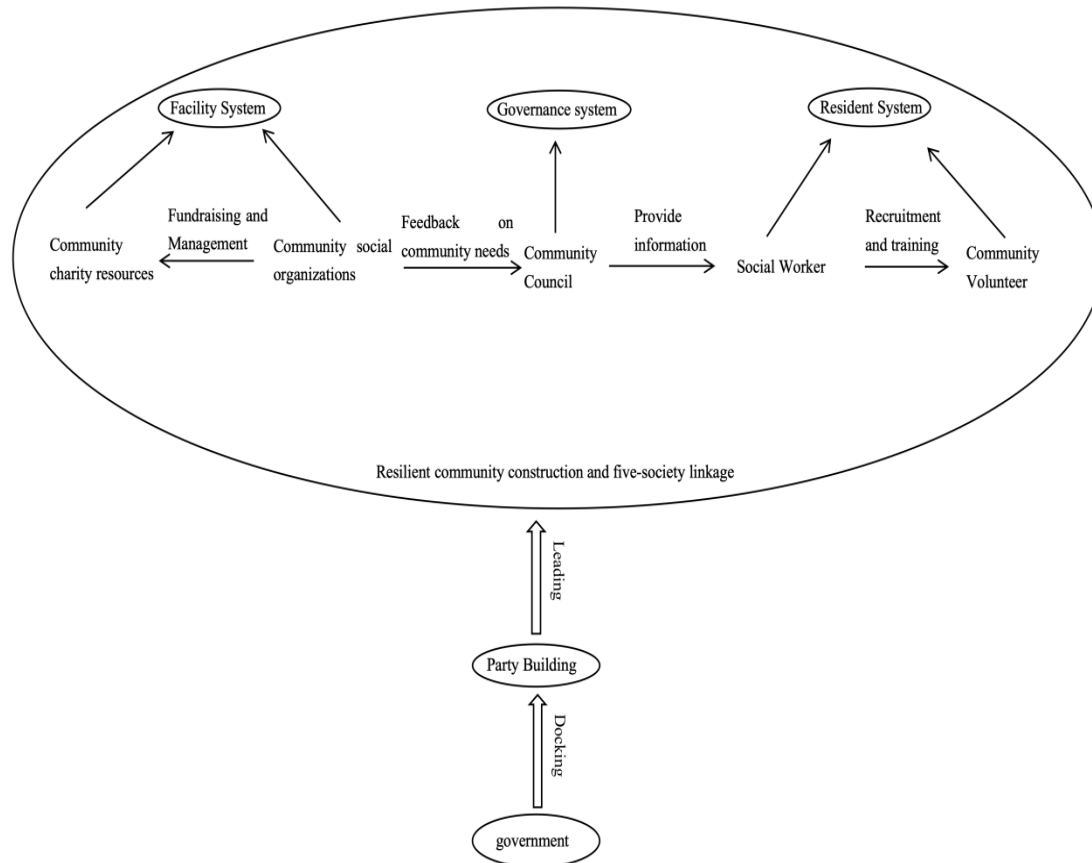 Facility System
Governance system
Resident System
Fundraising and
Management
Feedback on
community needs
Provide
information
Recruitment
and training
Community
charity resources
Community social
organizations
Community
Council
Social Worker
Community
Volunteer
Resilient community construction and five-society linkage
Leading
Party Building
Docking
government